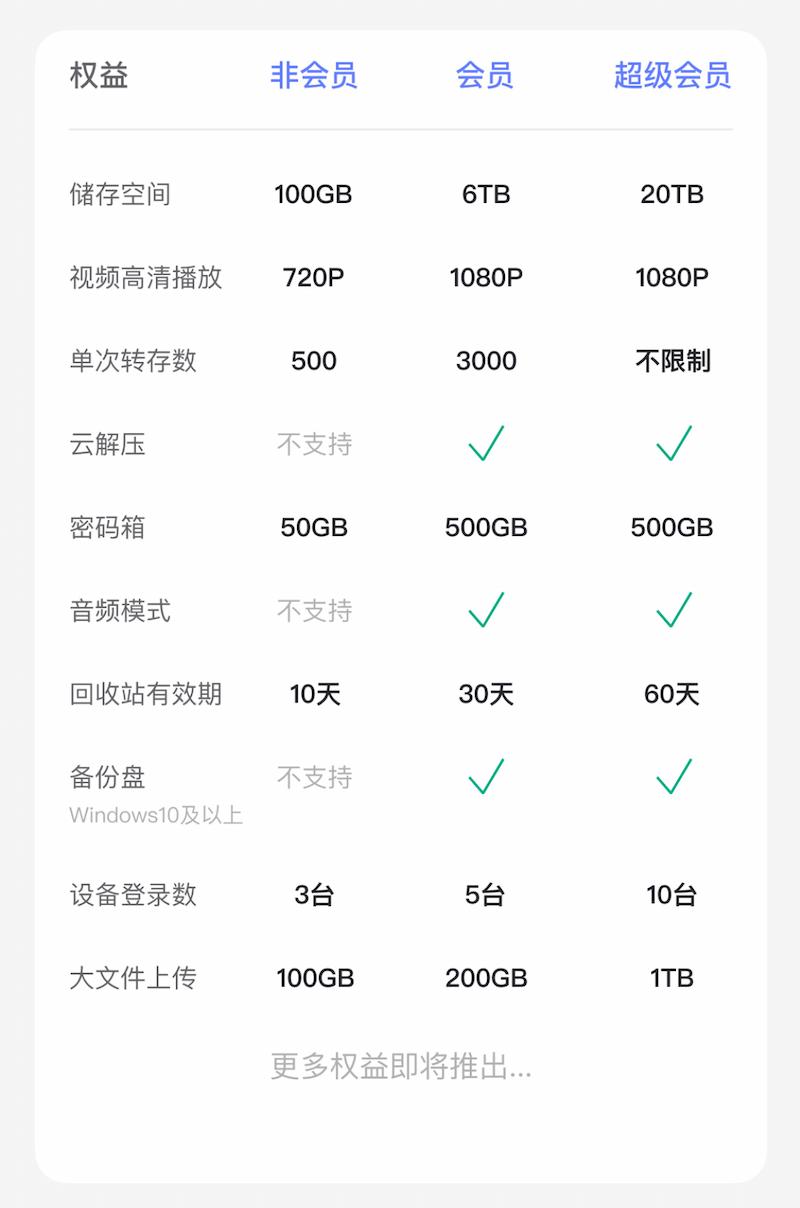 权益 非会员 会员 超级会员
储存空间 100GB 6TB 20TB
视频高清播放 720P 1080P 1080P
单次转存数 500 3000 不限制
云解压 不支持
密码箱 50GB 500GB 500GB
音频模式 不支持
回收站有效期 10天 30天 60天
备份盘 不支持
Windows10及以上
设备登录数 3台 5台 10台
大文件上传 100GB 200GB 1TB
更多权益即将推出...